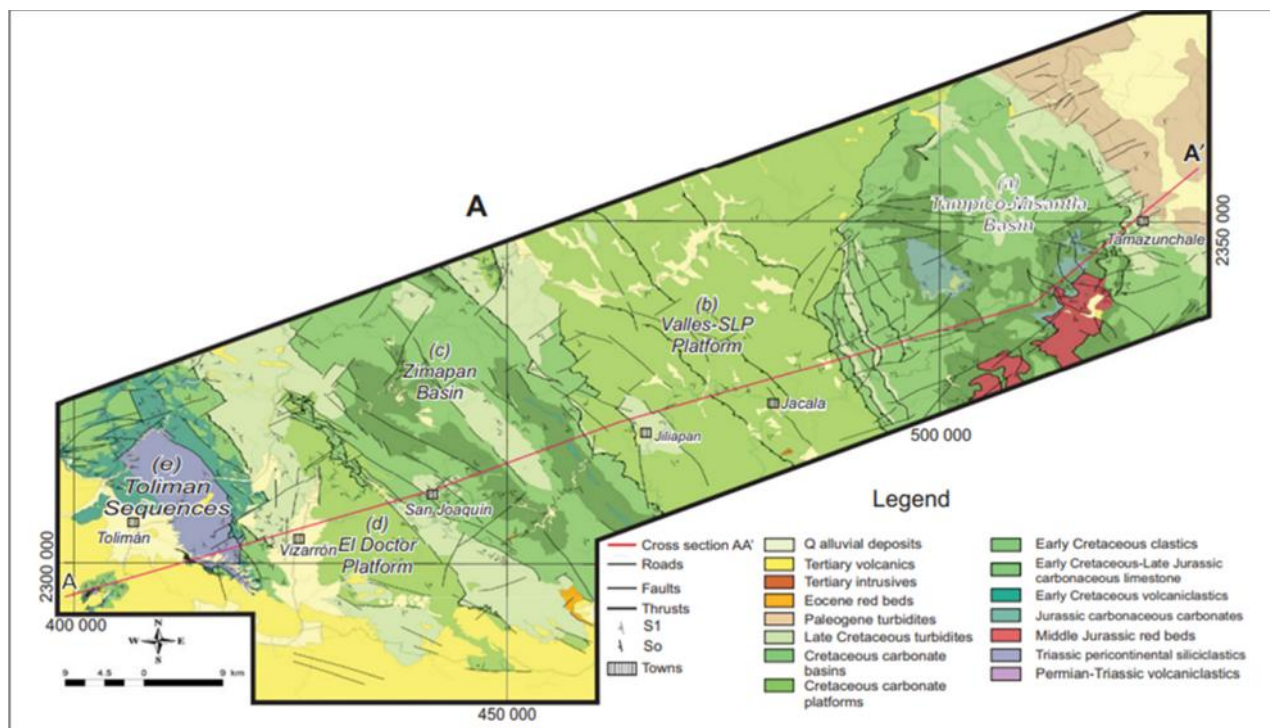 A
A'
(a)
Tampico-Misantla
Basin
Tamazunchale
2350 000
(b)
Valles-SLP
Platform
(c)
Zimapan
Basin
Jacala
Jiliapan
500 000
(e)
Toliman
Sequences
San Joaquin
Tolimán
Vizarrón
(d)
El Doctor
Platform
2300 000
A
400 000
N
W E
S
9 4.5 0 9 km
450 000
Legend
Cross section AA'
Roads
Faults
Thrusts
S1
So
Towns
Q alluvial deposits
Tertiary volcanics
Tertiary intrusives
Eocene red beds
Paleogene turbidites
Late Cretaceous turbidites
Cretaceous carbonate
basins
Cretaceous carbonate
platforms
Early Cretaceous clastics
Early Cretaceous-Late Jurassic
carbonaceous limestone
Early Cretaceous volcaniclastics
Jurassic carbonaceous carbonates
Middle Jurassic red beds
Triassic pericontinental siliciclastics
Permian-Triassic volcaniclastics